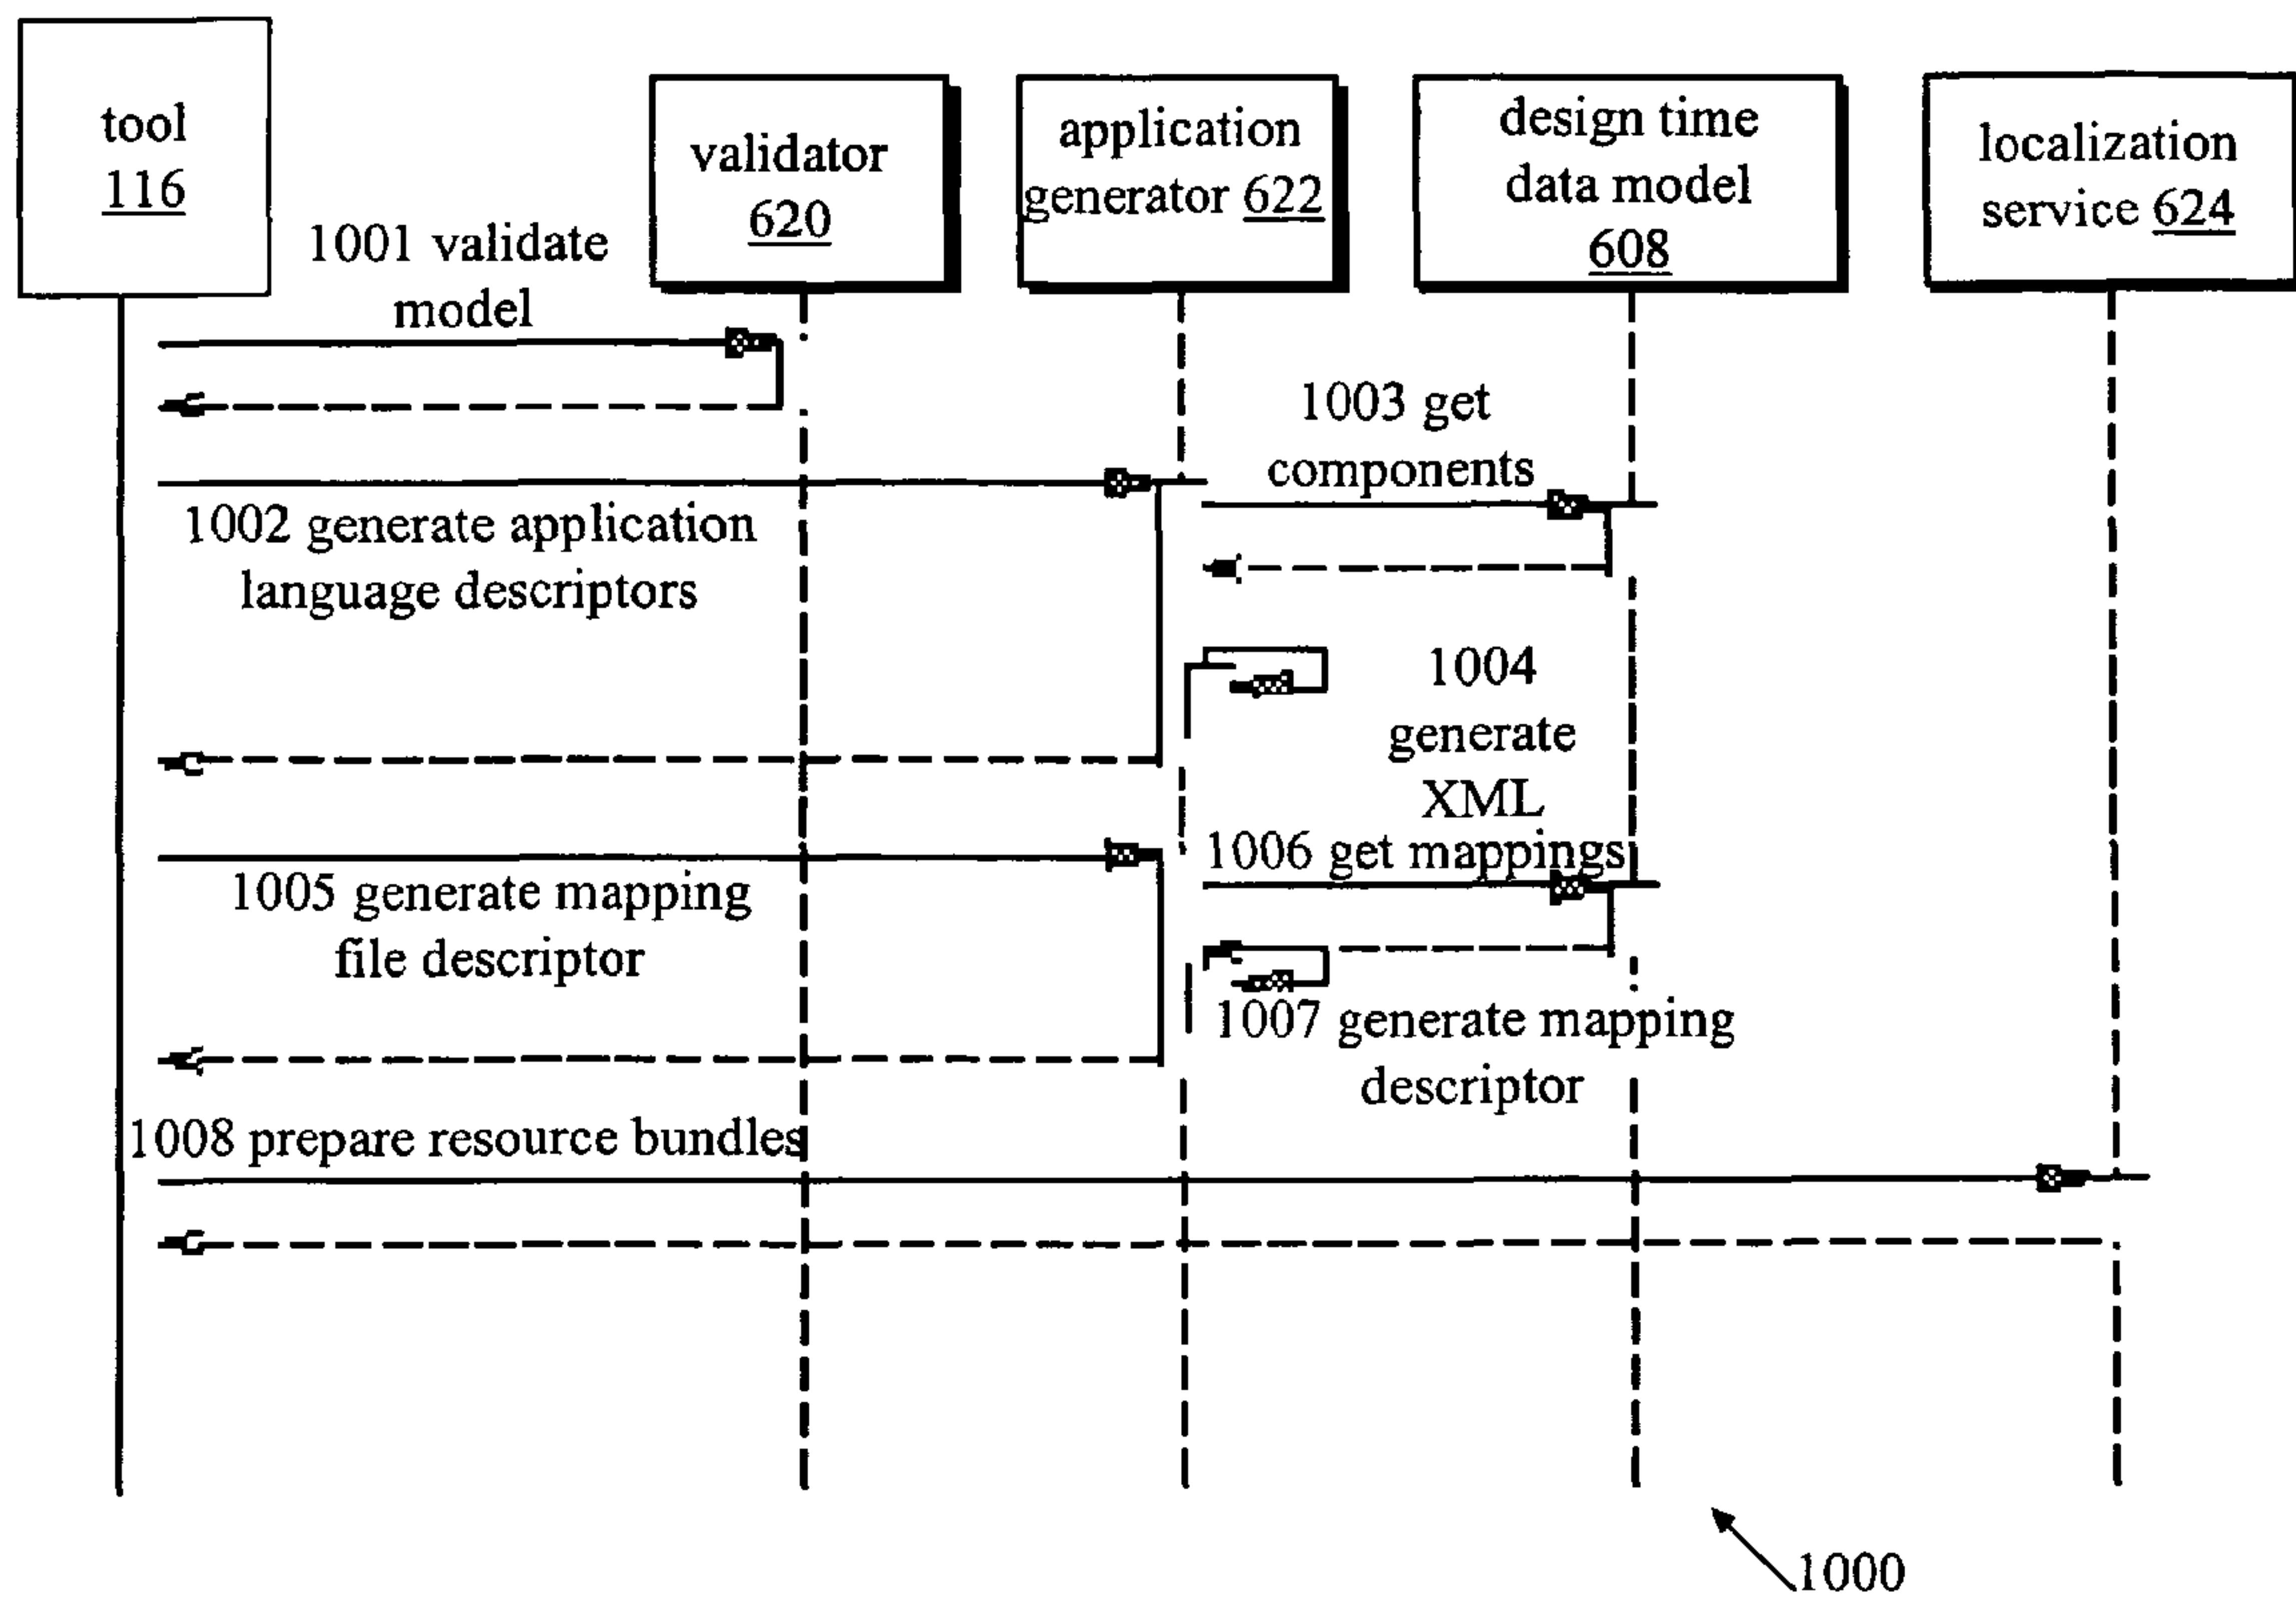 tool
116
validator
620
application
generator 622
design time
data model
608
localization
service 624
1001 validate
model
1003 get
components
1002 generate application
language descriptors
1004
generate
XML
1006 get mappings
1005 generate mapping
file descriptor
1007 generate mapping
descriptor
1008 prepare resource bundles
1000